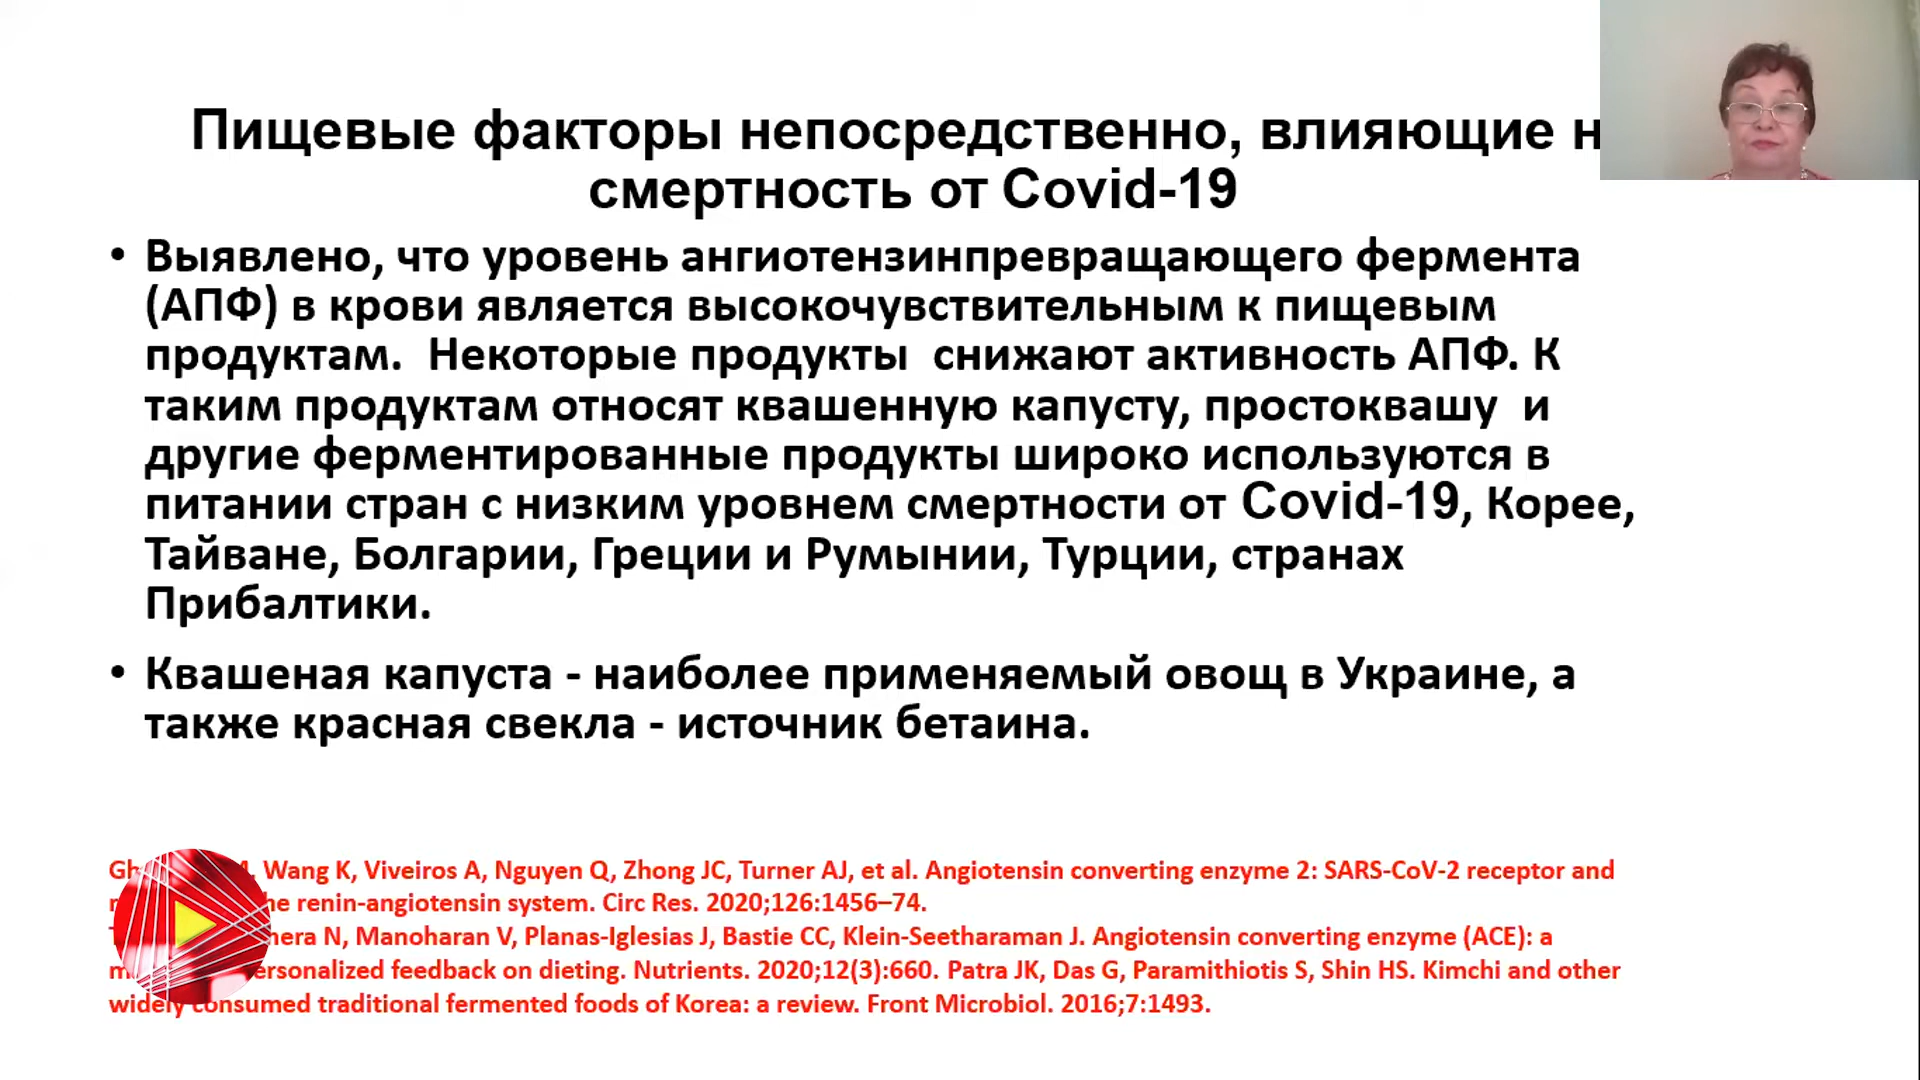 Пищевые факторы непосредственно, влияющие н
смертность от Covid-19
• Выявлено, что уровень ангиотензинпревращающего фермента
(АПФ) в крови является высокочувствительным к пищевым
продуктам. Некоторые продукты снижают активность АПФ. К
таким продуктам относят квашенную капусту, простоквашу и
другие ферментированные продукты широко используются в
питании стран с низким уровнем смертности от Covid-19, Корее,
Тайване, Болгарии, Греции и Румынии, Турции, странах
Прибалтики.
• Квашеная капуста - наиболее применяемый овощ в Украине, а
также красная свекла - источник бетаина.
Wang K, Viveiros A, Nguyen Q, Zhong JC, Turner AJ, et al. Angiotensin converting enzyme 2: SARS-CoV-2 receptor and
renin-angiotensin system. Circ Res. 2020;126:1456–74.
N, Manoharan V, Planas-Iglesias J, Bastie CC, Klein-Seetharaman J. Angiotensin converting enzyme (ACE): a
feedback on dieting. Nutrients. 2020;12(3):660. Patra JK, Das G, Paramithiotis S, Shin HS. Kimchi and other
widely consumed traditional fermented foods of Korea: a review. Front Microbiol. 2016;7:1493.